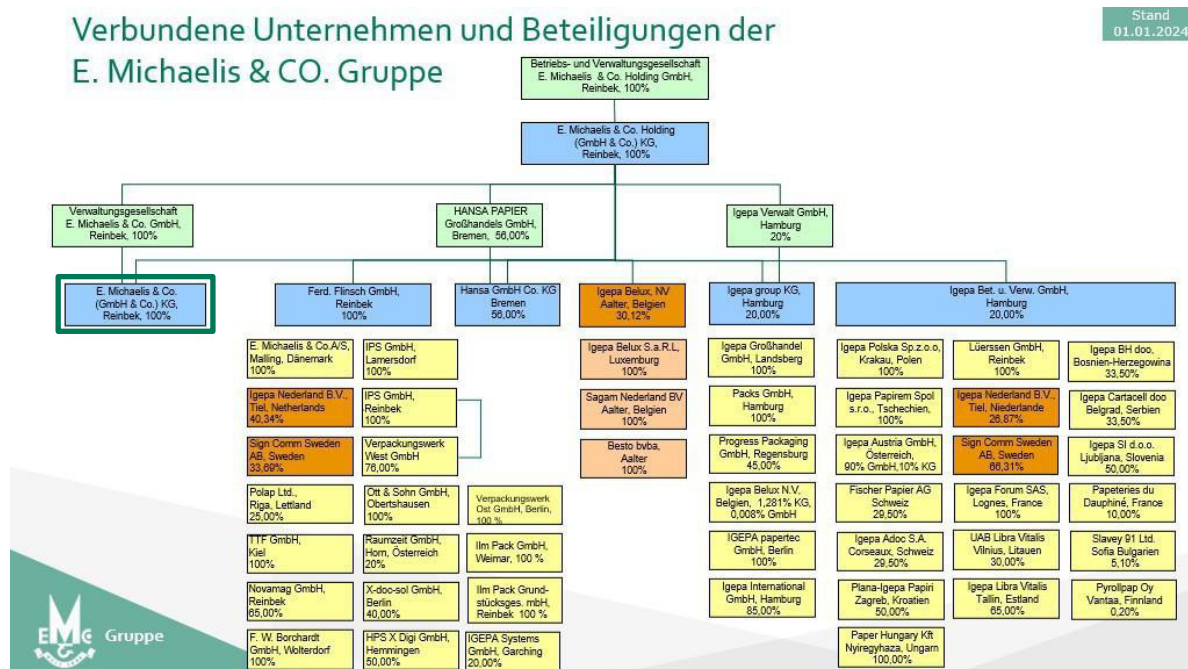 Verbundene Unternehmen und Beteiligungen der
E. Michaelis & CO. Gruppe
Stand
01.01.2024
Betriebs- und Verwaltungsgesellschaft
E. Michaelis & Co. Holding GmbH,
Reinbek, 100%
E. Michaelis & Co. Holding
(GmbH & Co.) KG,
Reinbek, 100%
Verwaltungsgesellschaft
E. Michaelis & Co. GmbH,
Reinbek, 100%
HANSA PAPIER
Großhandels GmbH,
Bremen, 56,00%
Igepa Verwalt GmbH,
Hamburg
20%
E. Michaelis & Co.
(GmbH & Co.) KG,
Reinbek, 100%
Ferd. Flinsch GmbH,
Reinbek
100%
Hansa GmbH Co. KG
Bremen
56,00%
Igepa Belux, NV
Aalter, Belgien
30,12%
Igepa group KG,
Hamburg
20,00%
Igepa Bet. u. Verw. GmbH,
Hamburg
20,00%
E. Michaelis & Co.A/S,
Malling, Dänemark
100%
Igepa Nederland B.V.,
Tiel, Netherlands
40,34%
Sign Comm Sweden
AB, Sweden
33,69%
Polap Ltd.,
Riga, Lettland
25,00%
TTF GmbH,
Kiel
100%
Novamag GmbH,
Reinbek
65,00%
F. W. Borchardt
GmbH, Wolterdorf
100%
IPS GmbH,
Lamersdorf
100%
IPS GmbH,
Reinbek
100%
Verpackungswerk
West GmbH
76,00%
Ott & Sohn GmbH,
Obertshausen
100%
Raumzeit GmbH,
Horn, Österreich
20%
X-doc-sol GmbH,
Berlin
40,00%
HPS X Digi GmbH,
Hemmingen
50,00%
Verpackungswerk
Ost GmbH, Berlin,
100 %
Ilm Pack GmbH,
Weimar, 100 %
Ilm Pack Grund-
stücksges. mbH,
Reinbek 100 %
IGEPA Systems
GmbH, Garching
20,00%
Igepa Belux S.a.R.L,
Luxemburg
100%
Sagam Nederland BV
Aalter, Belgien
100%
Besto bvba,
Aalter
100%
Igepa Großhandel
GmbH, Landsberg
100%
Packs GmbH,
Hamburg
100%
Progress Packaging
GmbH, Regensburg
45,00%
Igepa Belux N.V,
Belgien, 1,281% KG,
0,008% GmbH
IGEPA papertec
GmbH, Berlin
100%
Igepa International
GmbH, Hamburg
85,00%
Igepa Polska Sp.z.o.o,
Krakau, Polen
100%
Igepa Papirem Spol
s.r.o., Tschechien,
100%
Igepa Austria GmbH,
Österreich,
90% GmbH,10% KG
Fischer Papier AG
Schweiz
29,50%
Igepa Adoc S.A.
Corseaux, Schweiz
29,50%
Plana-Igepa Papiri
Zagreb, Kroatien
50,00%
Paper Hungary Kft
Nyiregyhaza, Ungarn
100,00%
Lüerssen GmbH,
Reinbek
100%
Igepa Nederland B.V.,
Tiel, Niederlande
26,87%
Sign Comm Sweden
AB, Sweden
66,31%
Igepa Forum SAS,
Lognes, France
100%
UAB Libra Vitalis
Vilnius, Litauen
30,00%
Igepa Libra Vitalis
Tallin, Estland
65,00%
Igepa BH doo,
Bosnien-Herzegowina
33,50%
Igepa Cartacell doo
Belgrad, Serbien
33,50%
Igepa SI d.o.o.
Ljubljana, Slovenia
50,00%
Papeteries du
Dauphiné, France
10,00%
Slavey 91 Ltd.
Sofia Bulgarien
5,10%
Pyrollpap Oy
Vantaa, Finnland
0,20%
Gruppe